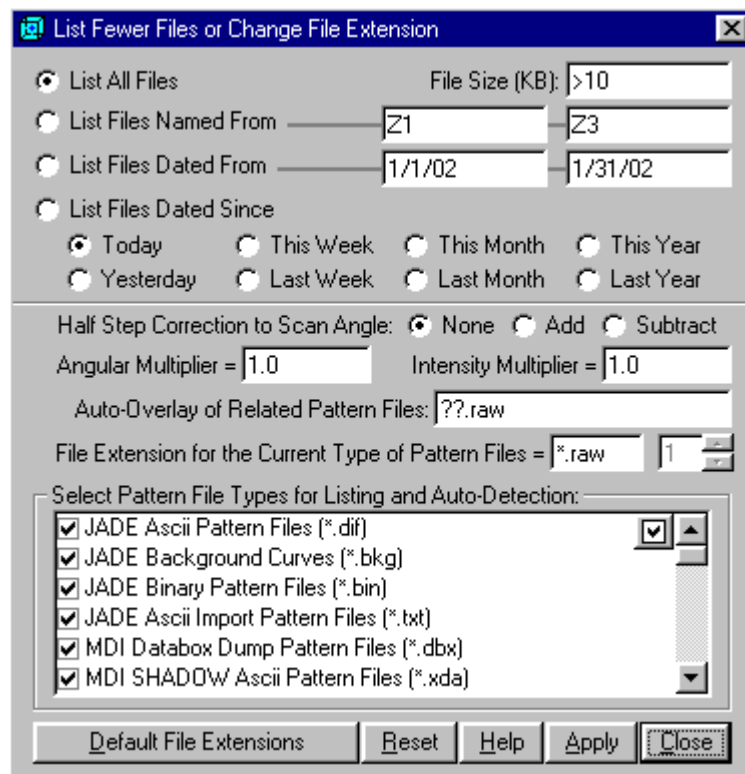 List Fewer Files or Change File Extension
List All Files File Size (KB): >10
List Files Named From Z1 Z3
List Files Dated From 1/1/02 1/31/02
List Files Dated Since
Today This Week This Month This Year
Yesterday Last Week Last Month Last Year
Half Step Correction to Scan Angle: None Add Subtract
Angular Multiplier = 1.0 Intensity Multiplier = 1.0
Auto-Overlay of Related Pattern Files: ??.raw
File Extension for the Current Type of Pattern Files = *.raw 1
Select Pattern File Types for Listing and Auto-Detection:
JADE Ascii Pattern Files (*.dif)
JADE Background Curves (*.bkg)
JADE Binary Pattern Files (*.bin)
JADE Ascii Import Pattern Files (*.txt)
MDI Databox Dump Pattern Files (*.dbx)
MDI SHADOW Ascii Pattern Files (*.xda)
Default File Extensions Reset Help Apply Close